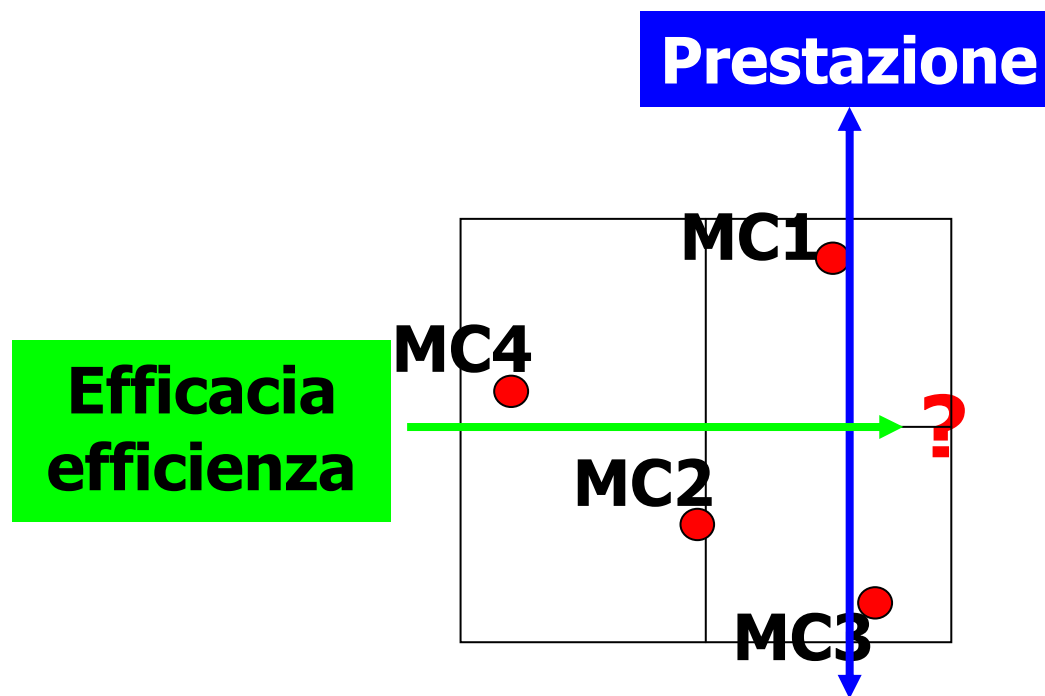 Prestazione
MC1
MC4
Efficacia
efficienza
?
MC2
MC3